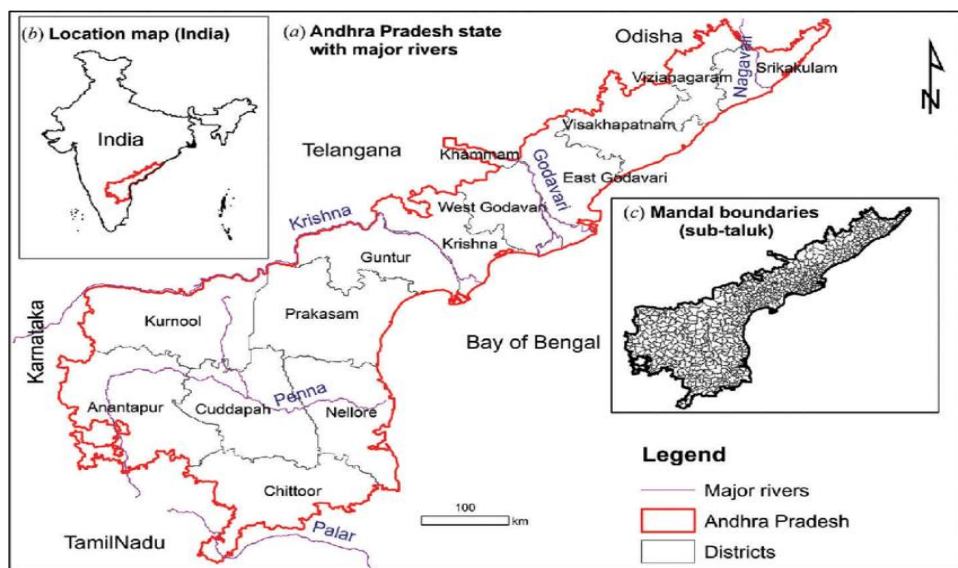 (b) Location map (India)
India
(a) Andhra Pradesh state
with major rivers
Odisha
Nagavali
Srikakulam
Vizianagaram
Visakhapatnam
N
Telangana
Khammam
Godavari
East Godavari
West Godavari
Krishna
Krishna
Guntur
(c) Mandal boundaries
(sub-taluk)
Karnataka
Kurnool
Prakasam
Bay of Bengal
Anantapur
Cuddapah
Penna
Nellore
Chittoor
TamilNadu
Palar
100
km
Legend
Major rivers
Andhra Pradesh
Districts